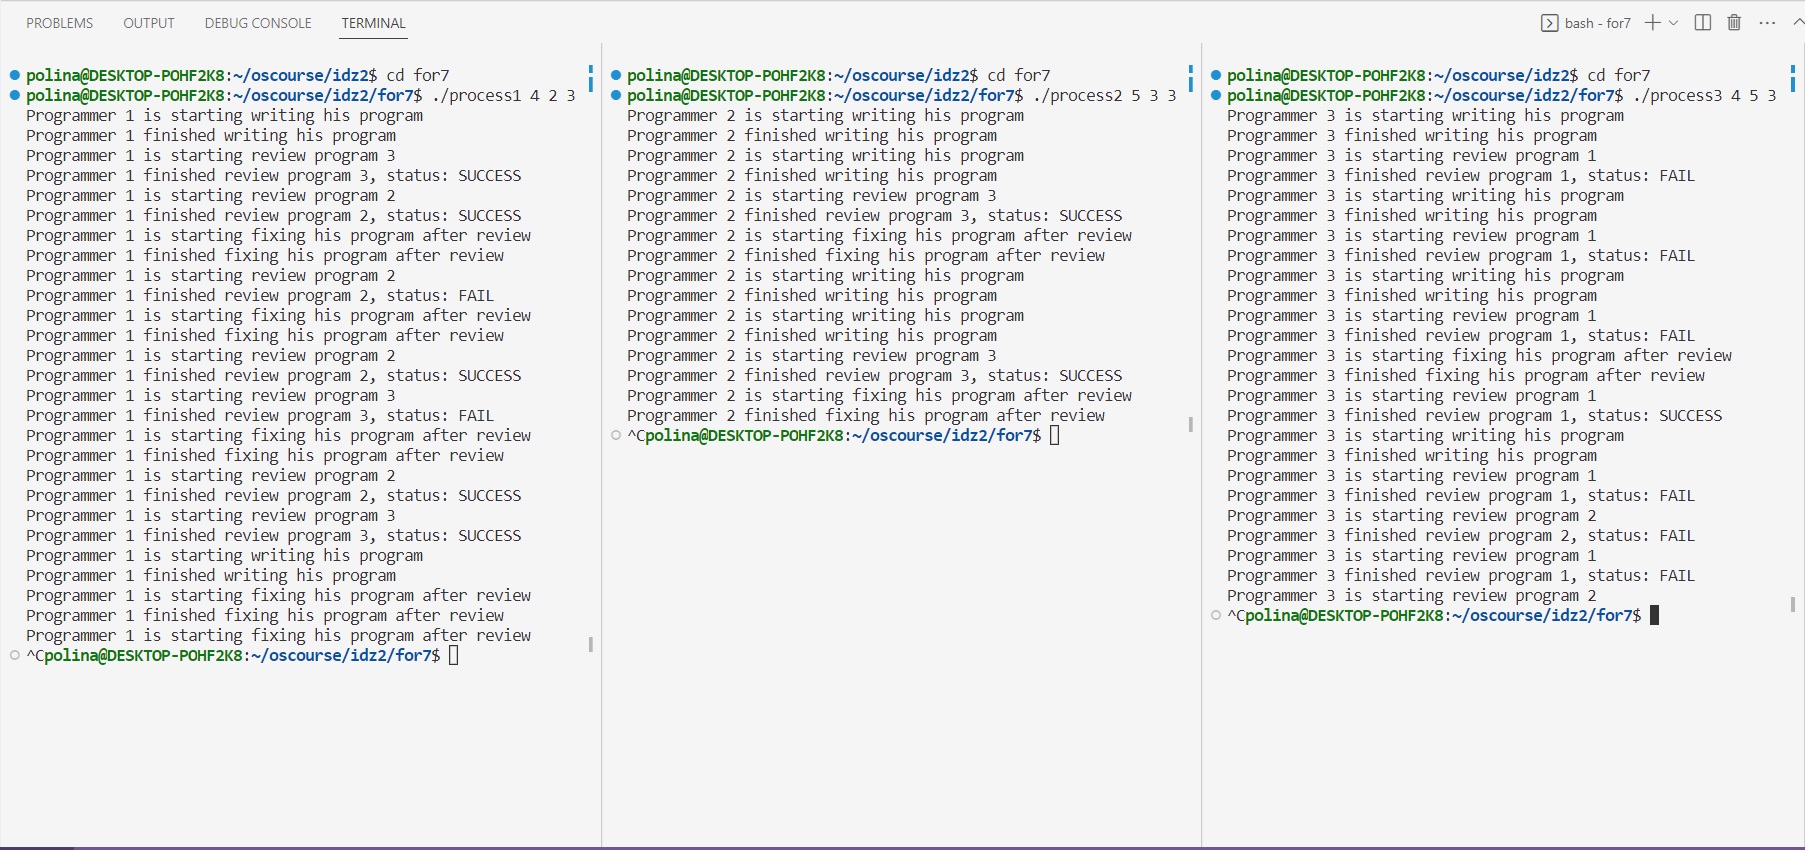 PROBLEMS OUTPUT DEBUG CONSOLE TERMINAL
bash - for7
polina@DESKTOP-POHF2K8:~/oscourse/idz2$ cd for7
polina@DESKTOP-POHF2K8:~/oscourse/idz2/for7$ ./process1 4 2 3
Programmer 1 is starting writing his program
Programmer 1 finished writing his program
Programmer 1 is starting review program 3
Programmer 1 finished review program 3, status: SUCCESS
Programmer 1 is starting review program 2
Programmer 1 finished review program 2, status: SUCCESS
Programmer 1 is starting fixing his program after review
Programmer 1 finished fixing his program after review
Programmer 1 is starting review program 2
Programmer 1 finished review program 2, status: FAIL
Programmer 1 is starting fixing his program after review
Programmer 1 finished fixing his program after review
Programmer 1 is starting review program 2
Programmer 1 finished review program 2, status: SUCCESS
Programmer 1 is starting review program 3
Programmer 1 finished review program 3, status: FAIL
Programmer 1 is starting fixing his program after review
Programmer 1 finished fixing his program after review
Programmer 1 is starting review program 2
Programmer 1 finished review program 2, status: SUCCESS
Programmer 1 is starting review program 3
Programmer 1 finished review program 3, status: SUCCESS
Programmer 1 is starting writing his program
Programmer 1 finished writing his program
Programmer 1 is starting fixing his program after review
Programmer 1 finished fixing his program after review
Programmer 1 is starting fixing his program after review
^Cpolina@DESKTOP-POHF2K8:~/oscourse/idz2/for7$
polina@DESKTOP-POHF2K8:~/oscourse/idz2$ cd for7
polina@DESKTOP-POHF2K8:~/oscourse/idz2/for7$ ./process2 5 3 3
Programmer 2 is starting writing his program
Programmer 2 finished writing his program
Programmer 2 is starting writing his program
Programmer 2 finished writing his program
Programmer 2 is starting review program 3
Programmer 2 finished review program 3, status: SUCCESS
Programmer 2 is starting fixing his program after review
Programmer 2 finished fixing his program after review
Programmer 2 is starting writing his program
Programmer 2 finished writing his program
Programmer 2 is starting writing his program
Programmer 2 finished writing his program
Programmer 2 is starting review program 3
Programmer 2 finished review program 3, status: SUCCESS
Programmer 2 is starting fixing his program after review
Programmer 2 finished fixing his program after review
^Cpolina@DESKTOP-POHF2K8:~/oscourse/idz2/for7$
polina@DESKTOP-POHF2K8:~/oscourse/idz2$ cd for7
polina@DESKTOP-POHF2K8:~/oscourse/idz2/for7$ ./process3 4 5 3
Programmer 3 is starting writing his program
Programmer 3 finished writing his program
Programmer 3 is starting review program 1
Programmer 3 finished review program 1, status: FAIL
Programmer 3 is starting writing his program
Programmer 3 finished writing his program
Programmer 3 is starting review program 1
Programmer 3 finished review program 1, status: FAIL
Programmer 3 is starting writing his program
Programmer 3 finished writing his program
Programmer 3 is starting review program 1
Programmer 3 finished review program 1, status: FAIL
Programmer 3 is starting fixing his program after review
Programmer 3 finished fixing his program after review
Programmer 3 is starting review program 1
Programmer 3 finished review program 1, status: SUCCESS
Programmer 3 is starting writing his program
Programmer 3 finished writing his program
Programmer 3 is starting review program 1
Programmer 3 finished review program 1, status: FAIL
Programmer 3 is starting review program 2
Programmer 3 finished review program 2, status: FAIL
Programmer 3 is starting review program 1
Programmer 3 finished review program 1, status: FAIL
Programmer 3 is starting review program 2
^Cpolina@DESKTOP-POHF2K8:~/oscourse/idz2/for7$